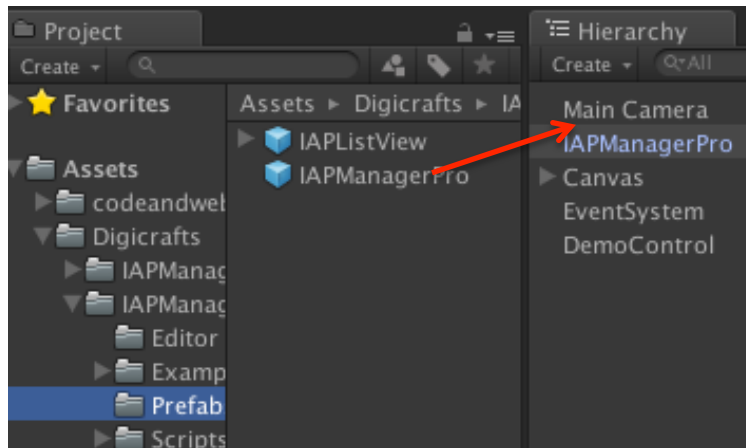 Project
Create
Favorites
Assets
codeandwet
Digicrafts
IAPManag
IAPManag
Editor
Examp
Prefab
Scripts
Assets ▸ Digicrafts ▸ IA
IAPListView
IAPManagerPro
Hierarchy
Create All
Main Camera
IAPManagerPro
Canvas
EventSystem
DemoControl